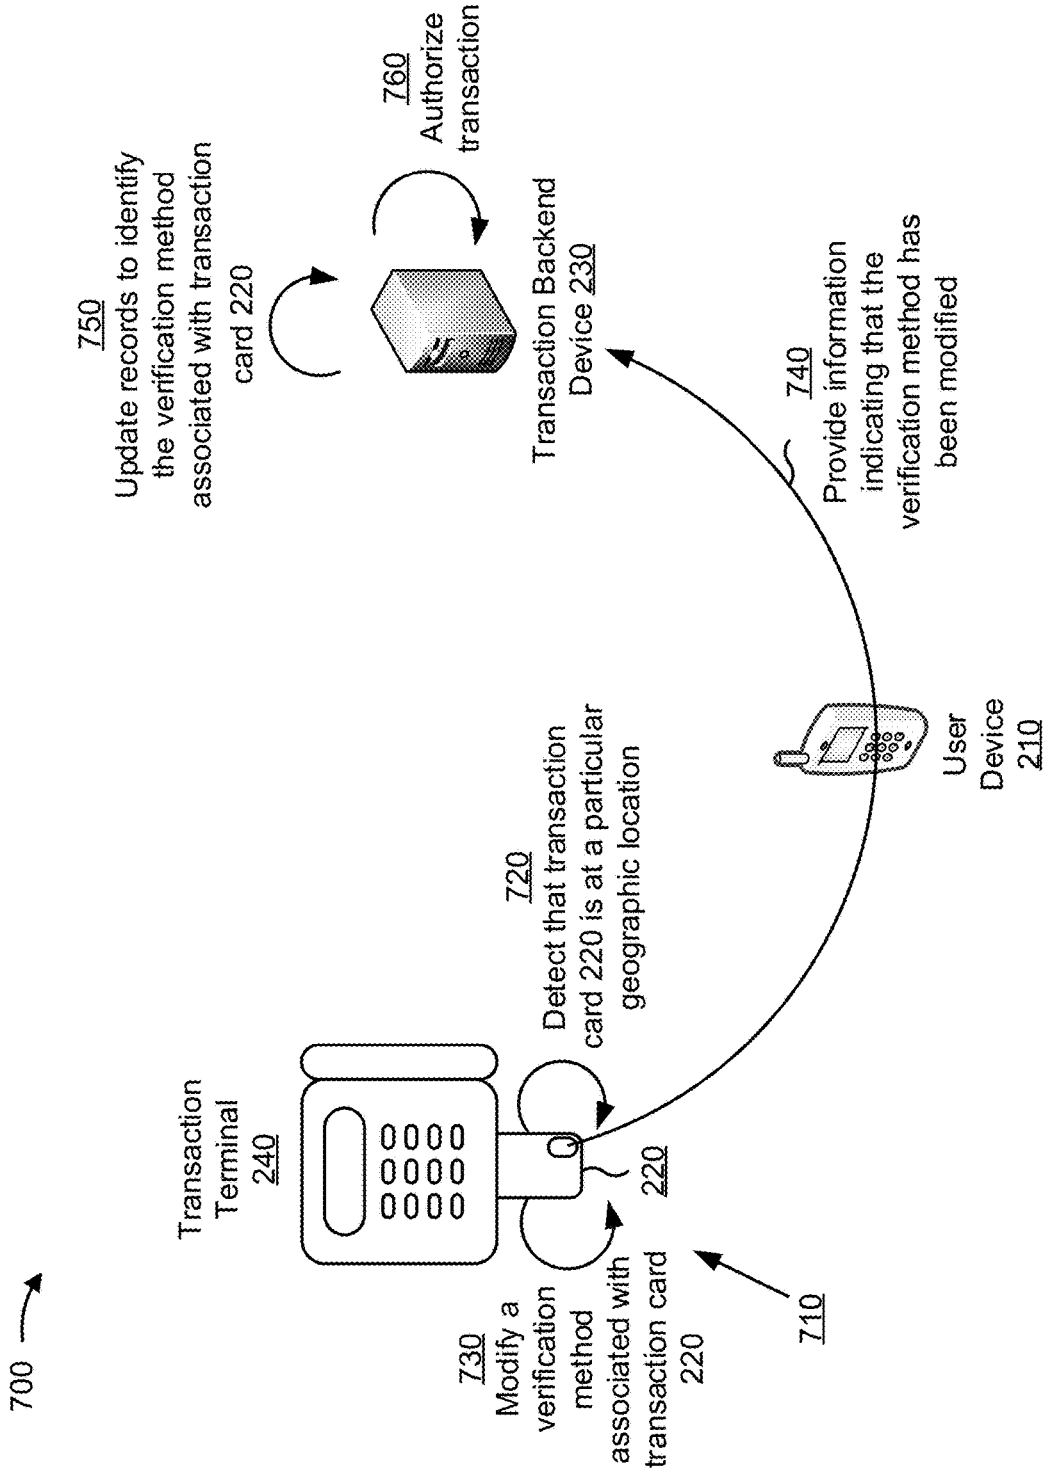 700
Transaction
Terminal
240
730
Modify a
verification
method
associated with
transaction card
220
710
220
720
Detect that transaction
card 220 is at a particular
geographic location
User
Device
210
740
Provide information
indicating that the
verification method has
been modified
Transaction Backend
Device 230
750
Update records to identify
the verification method
associated with transaction
card 220
760
Authorize
transaction